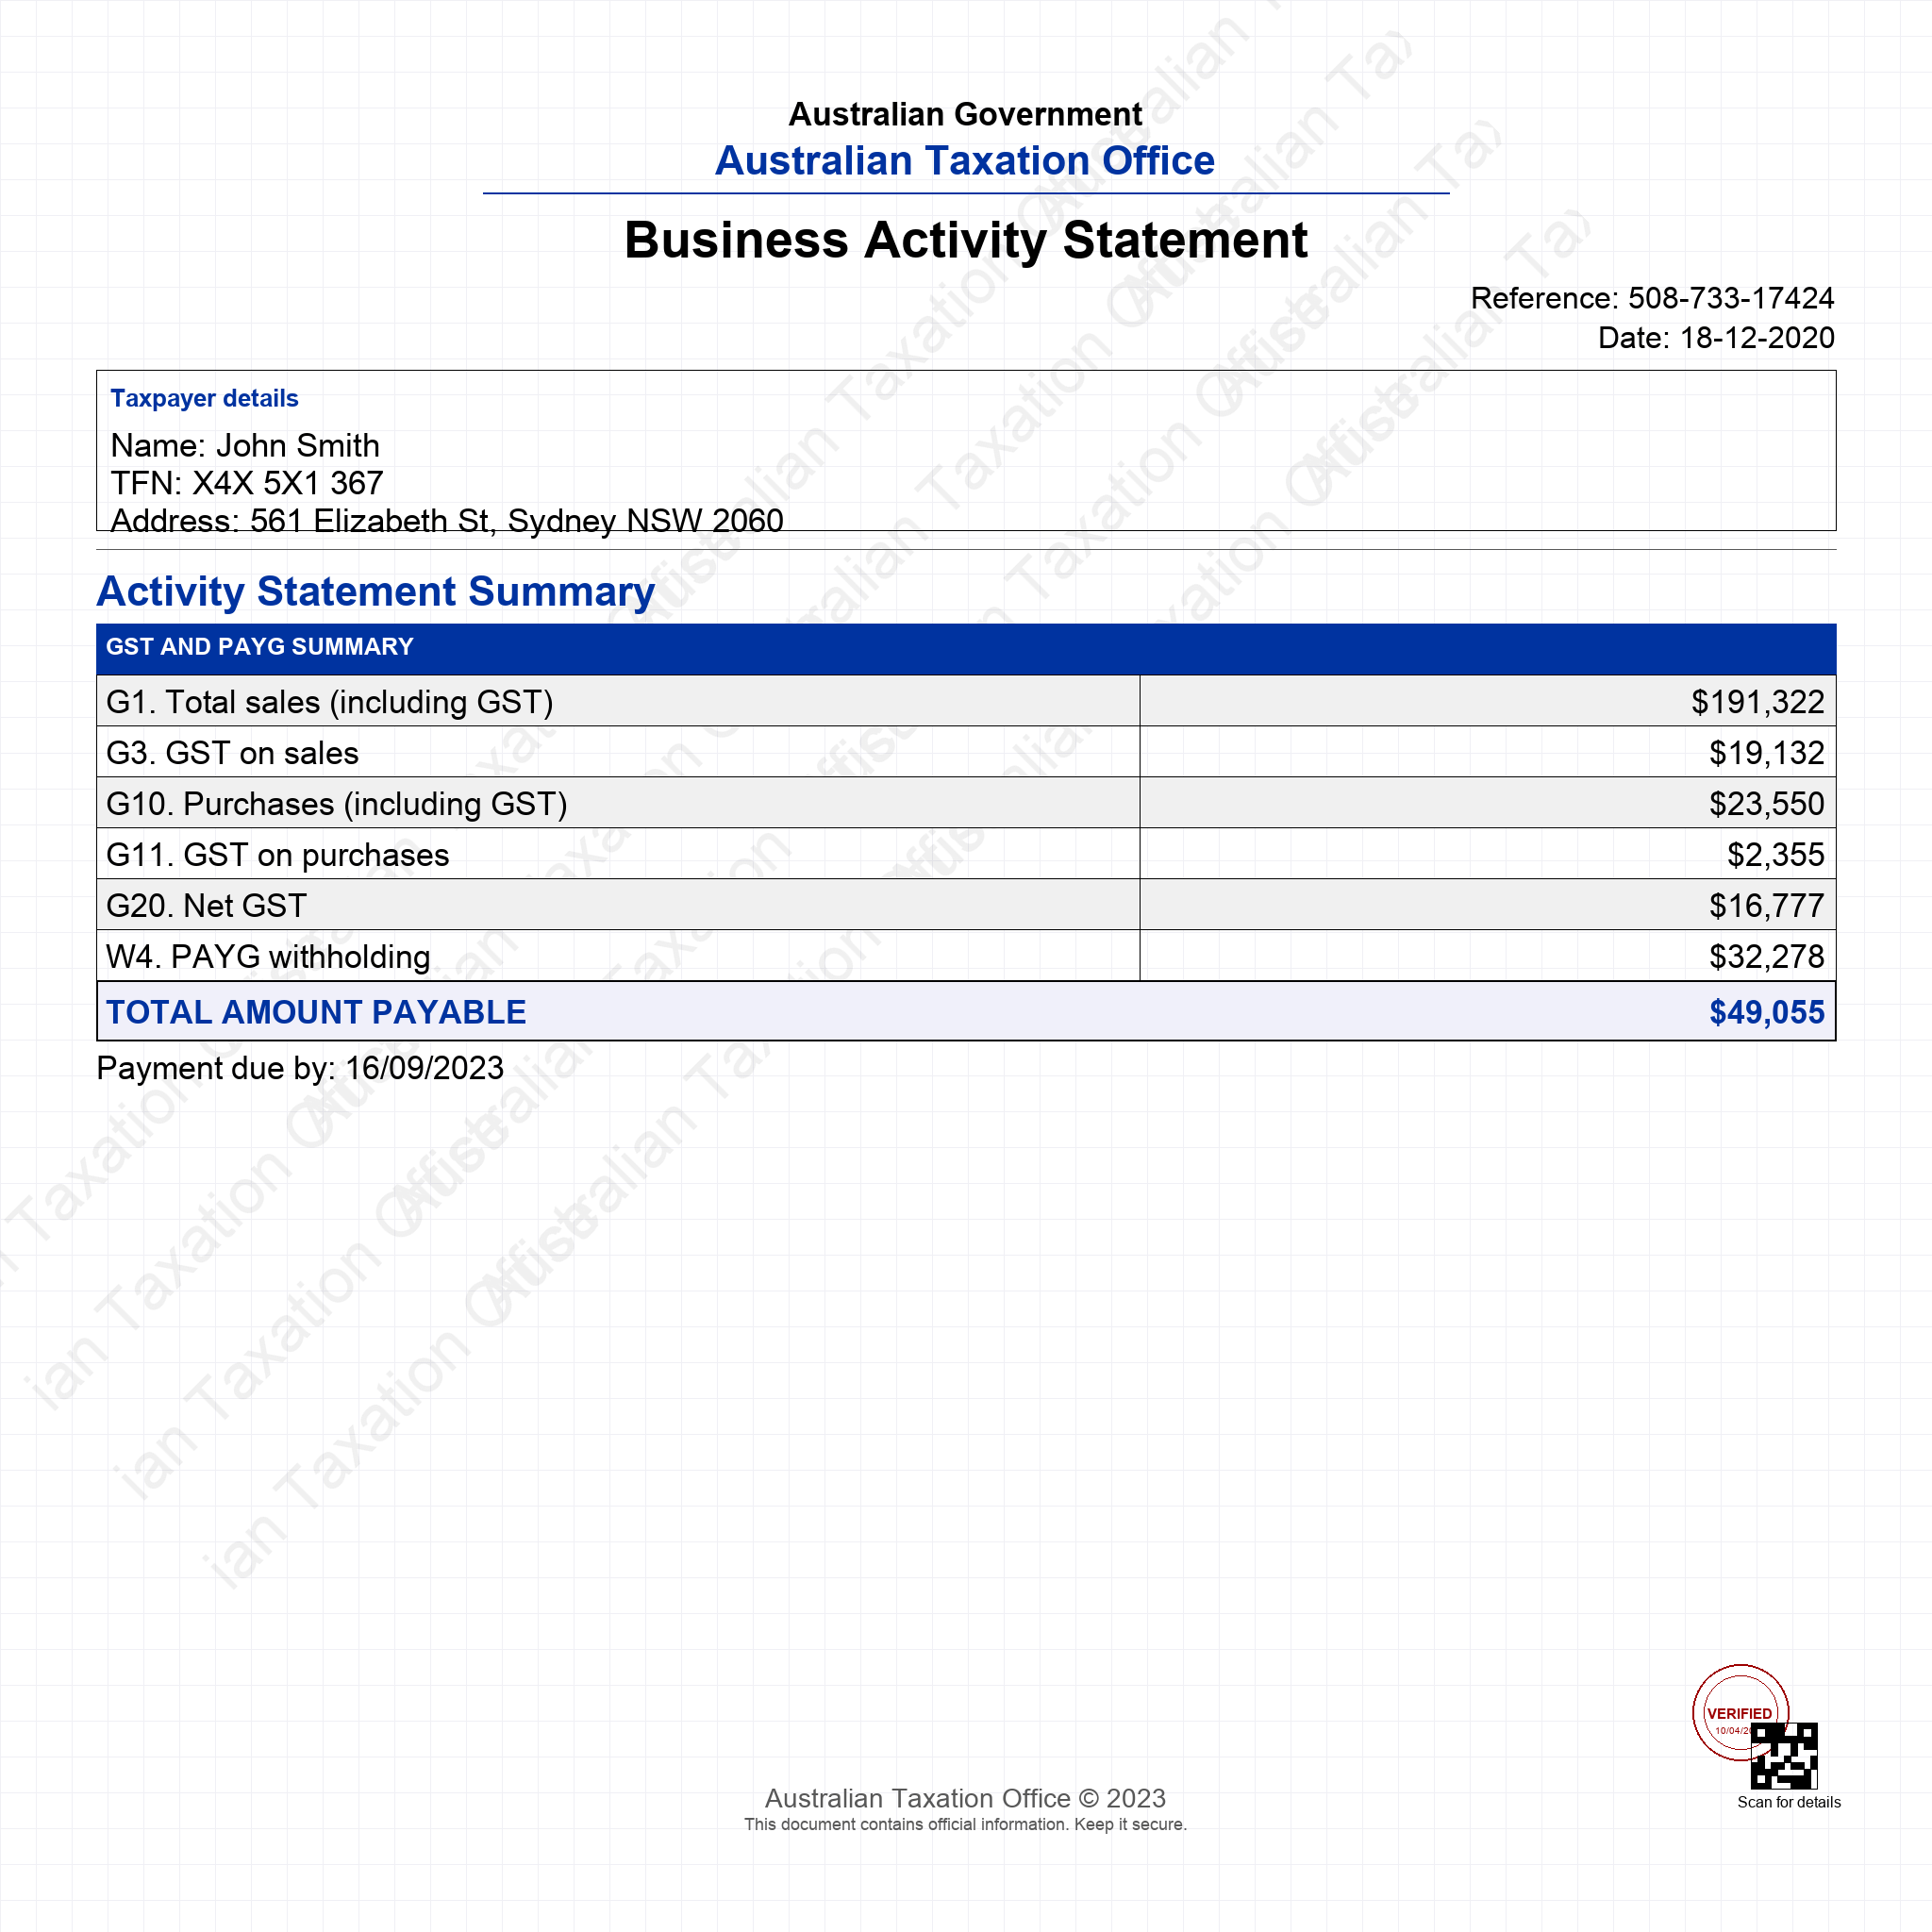 Australian Government
Australian Taxation Office
Business Activity Statement
Reference: 508-733-17424
Date: 18-12-2020
Taxpayer details
Name: John Smith
TFN: X4X 5X1 367
Address: 561 Elizabeth St, Sydney NSW 2060
Activity Statement Summary
GST AND PAYG SUMMARY
G1. Total sales (including GST) $191,322
G3. GST on sales $19,132
G10. Purchases (including GST) $23,550
G11. GST on purchases $2,355
G20. Net GST $16,777
W4. PAYG withholding $32,278
TOTAL AMOUNT PAYABLE $49,055
Payment due by: 16/09/2023
VERIFIED
Scan for details
Australian Taxation Office © 2023
This document contains official information. Keep it secure.